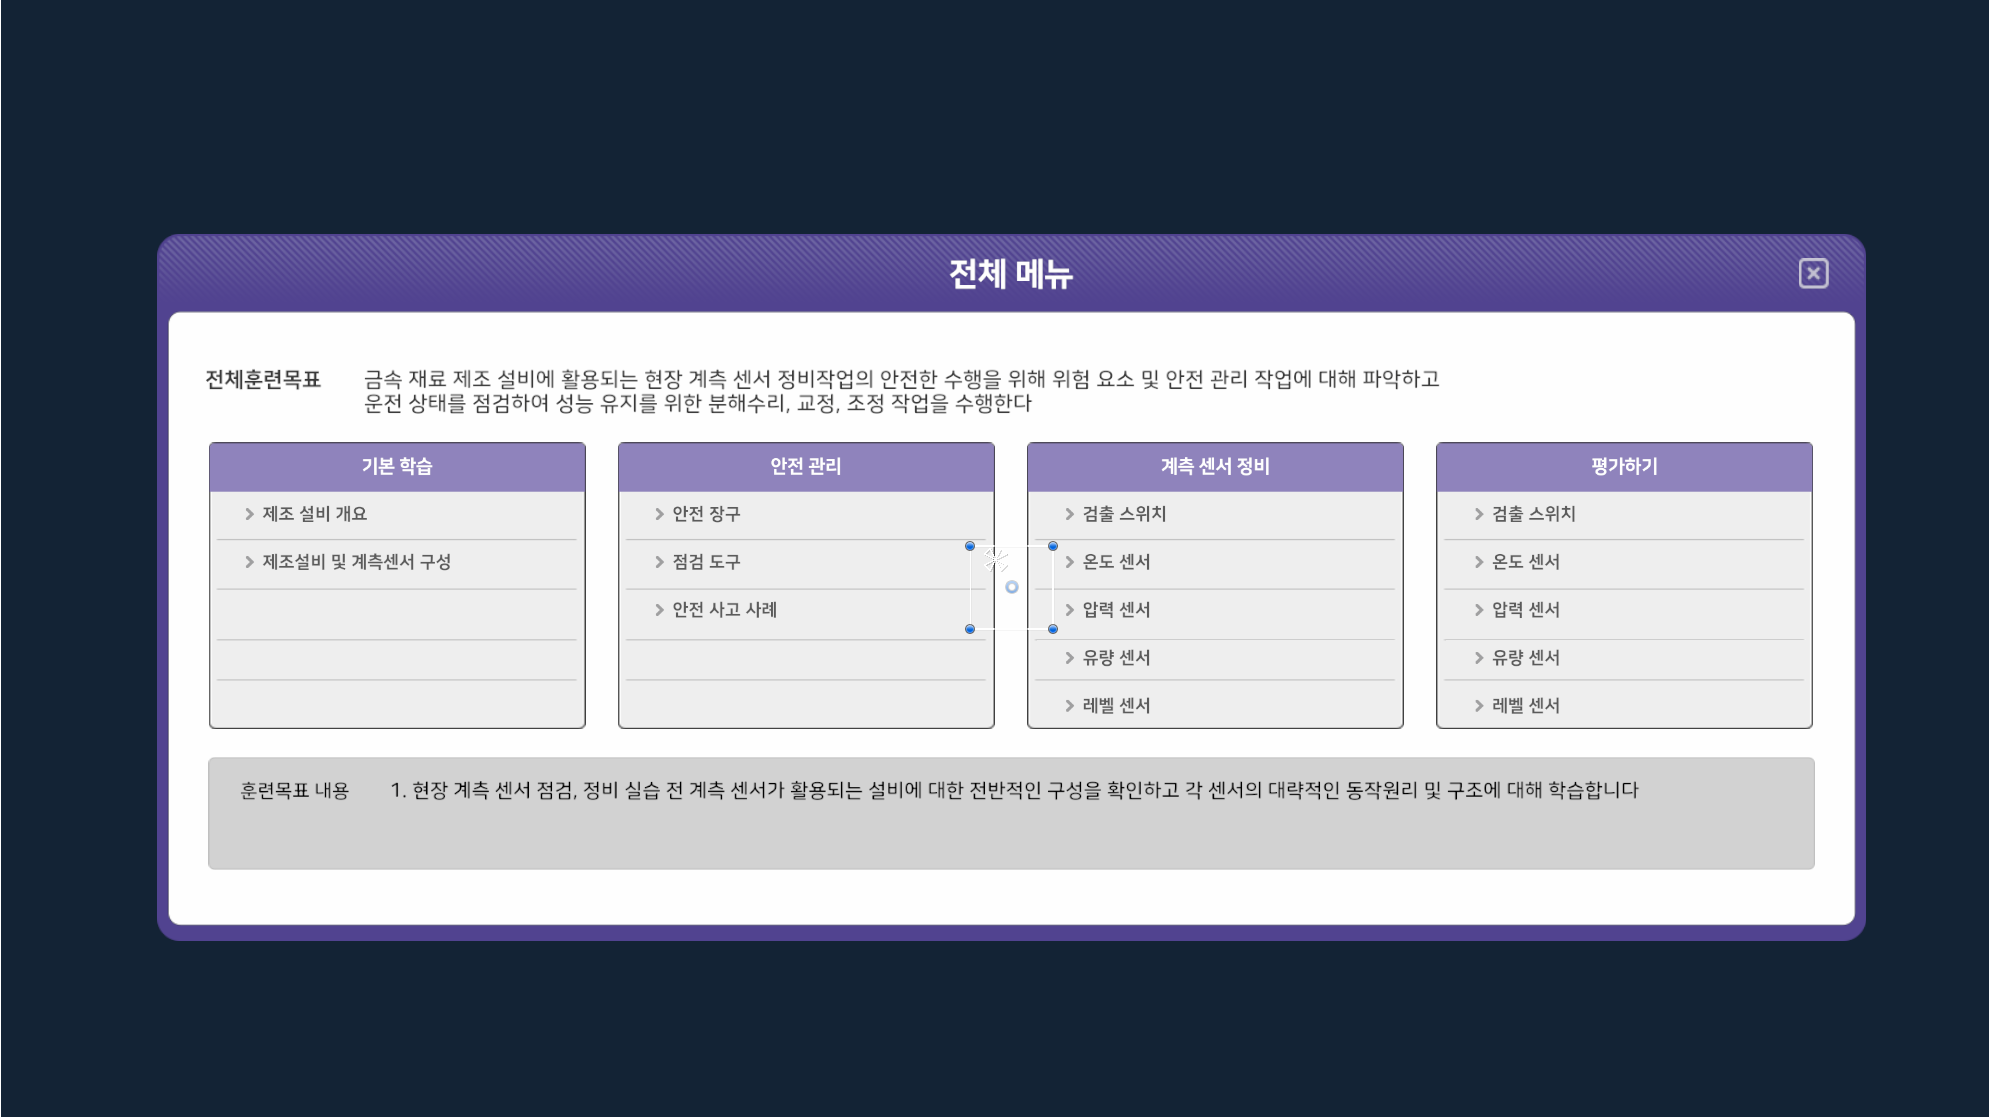 전체 메뉴
전체훈련목표
금속 재료 제조 설비에 활용되는 현장 계측 센서 정비작업의 안전한 수행을 위해 위험 요소 및 안전 관리 작업에 대해 파악하고
운전 상태를 점검하여 성능 유지를 위한 분해수리, 교정, 조정 작업을 수행한다
기본 학습
제조 설비 개요
제조설비 및 계측센서 구성
안전 관리
안전 장구
점검 도구
안전 사고 사례
계측 센서 정비
검출 스위치
온도 센서
압력 센서
유량 센서
레벨 센서
평가하기
검출 스위치
온도 센서
압력 센서
유량 센서
레벨 센서
훈련목표 내용
1. 현장 계측 센서 점검, 정비 실습 전 계측 센서가 활용되는 설비에 대한 전반적인 구성을 확인하고 각 센서의 대략적인 동작원리 및 구조에 대해 학습합니다